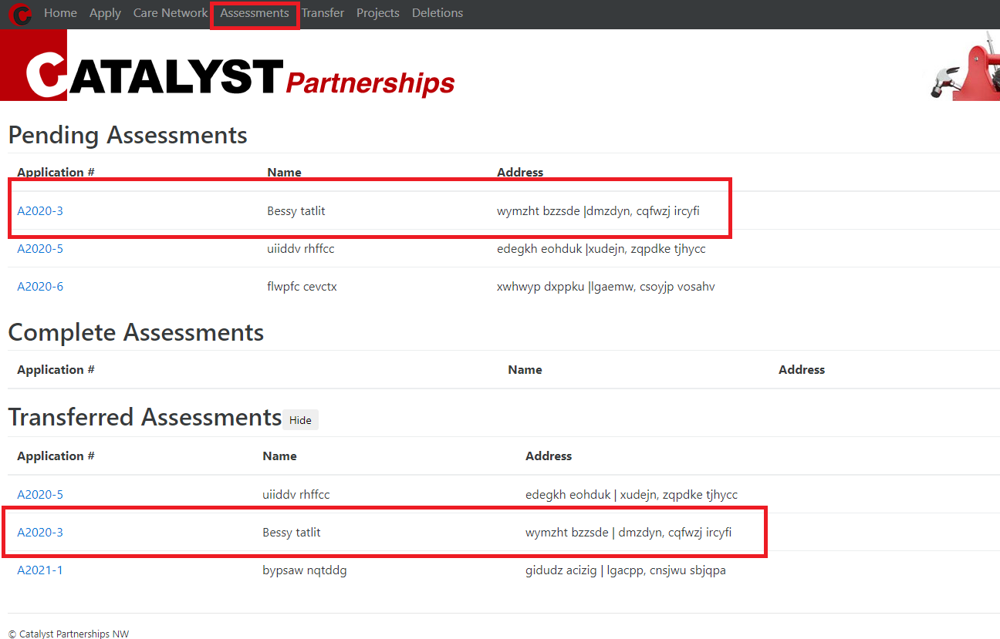 Home Apply Care Network Assessments Transfer Projects Deletions
CATALYST Partnerships
Pending Assessments
Application # Name Address
A2020-3 Bessy tatlit wymzht bzzsde |dmzdyn, cqfwzj ircyfi
A2020-5 uiiddv rhffcc edegkh eohduk |xudejn, zqpdke tjhycc
A2020-6 flwpfc cevctx xwhwyp dxppku |lgaemw, csoyjp vosahv
Complete Assessments
Application # Name Address
Transferred Assessments Hide
Application # Name Address
A2020-5 uiiddv rhffcc edegkh eohduk | xudejn, zqpdke tjhycc
A2020-3 Bessy tatlit wymzht bzzsde | dmzdyn, cqfwzj ircyfi
A2021-1 bypsaw nqtddg gidudz acizig | lgacpp, cnsjwu sbjqpa
© Catalyst Partnerships NW